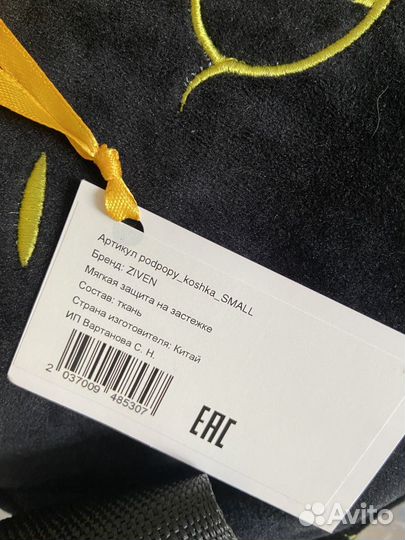 Артикул podpopy_koshka_SMALL
Бренд: ZIVEN
Мягкая защита на застежке
Состав: ткань
Страна изготовителя: Китай
ИП Вартанова С. Н.
2 037009 485307
EAC
Avito